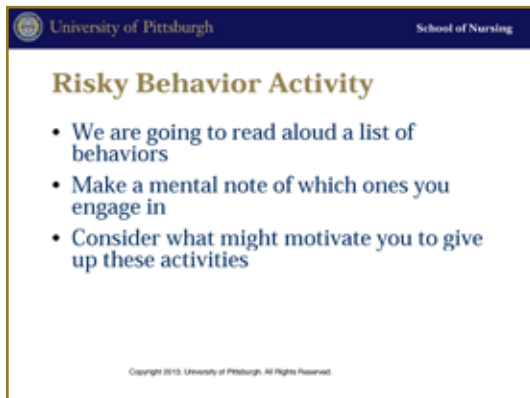 University of Pittsburgh
School of Nursing
Risky Behavior Activity
• We are going to read aloud a list of
behaviors
• Make a mental note of which ones you
engage in
• Consider what might motivate you to give
up these activities
Copyright 2013, University of Pittsburgh. All Rights Reserved.